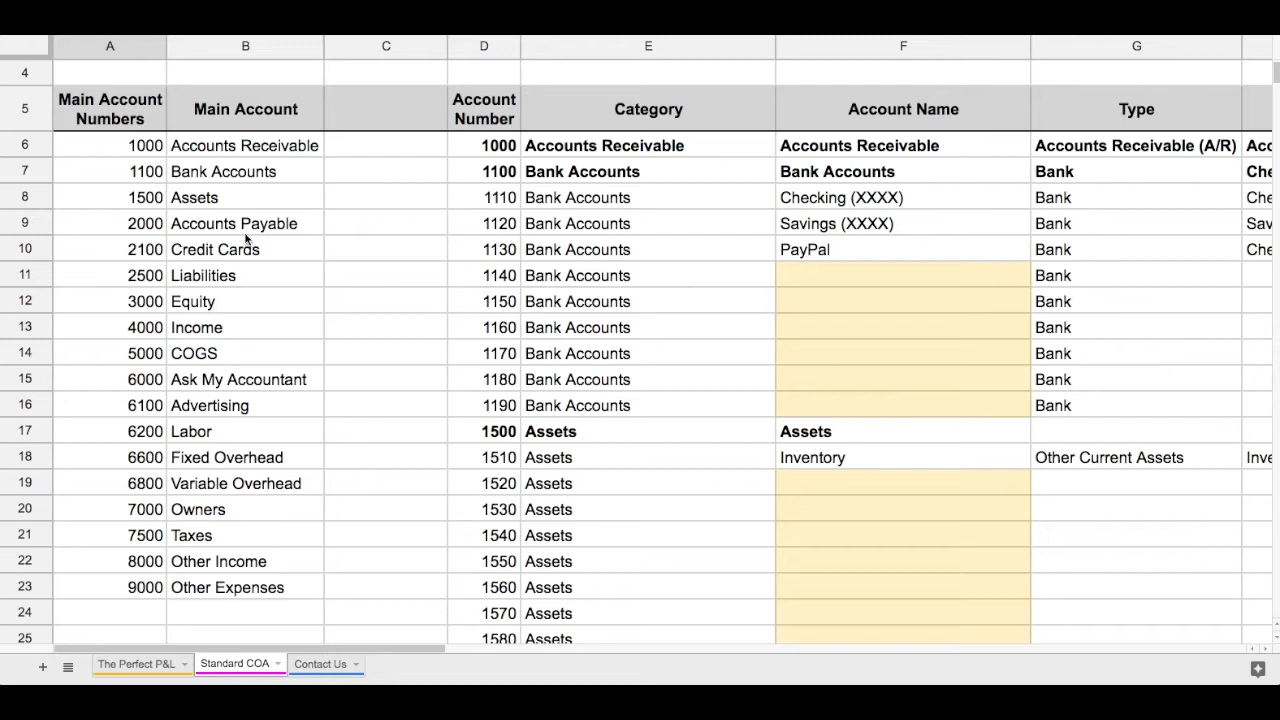 A B C D E F G
4
5 Main Account Numbers Main Account Account Number Category Account Name Type
6 1000 Accounts Receivable 1000 Accounts Receivable Accounts Receivable Accounts Receivable (A/R) Acc
7 1100 Bank Accounts 1100 Bank Accounts Bank Accounts Bank Che
8 1500 Assets 1110 Bank Accounts Checking (XXXX) Bank Che
9 2000 Accounts Payable 1120 Bank Accounts Savings (XXXX) Bank Sav
10 2100 Credit Cards 1130 Bank Accounts PayPal Bank Che
11 2500 Liabilities 1140 Bank Accounts Bank
12 3000 Equity 1150 Bank Accounts Bank
13 4000 Income 1160 Bank Accounts Bank
14 5000 COGS 1170 Bank Accounts Bank
15 6000 Ask My Accountant 1180 Bank Accounts Bank
16 6100 Advertising 1190 Bank Accounts Bank
17 6200 Labor 1500 Assets Assets
18 6600 Fixed Overhead 1510 Assets Inventory Other Current Assets Inve
19 6800 Variable Overhead 1520 Assets
20 7000 Owners 1530 Assets
21 7500 Taxes 1540 Assets
22 8000 Other Income 1550 Assets
23 9000 Other Expenses 1560 Assets
24 1570 Assets
25 1580 Assets
+ The Perfect P&L Standard COA Contact Us